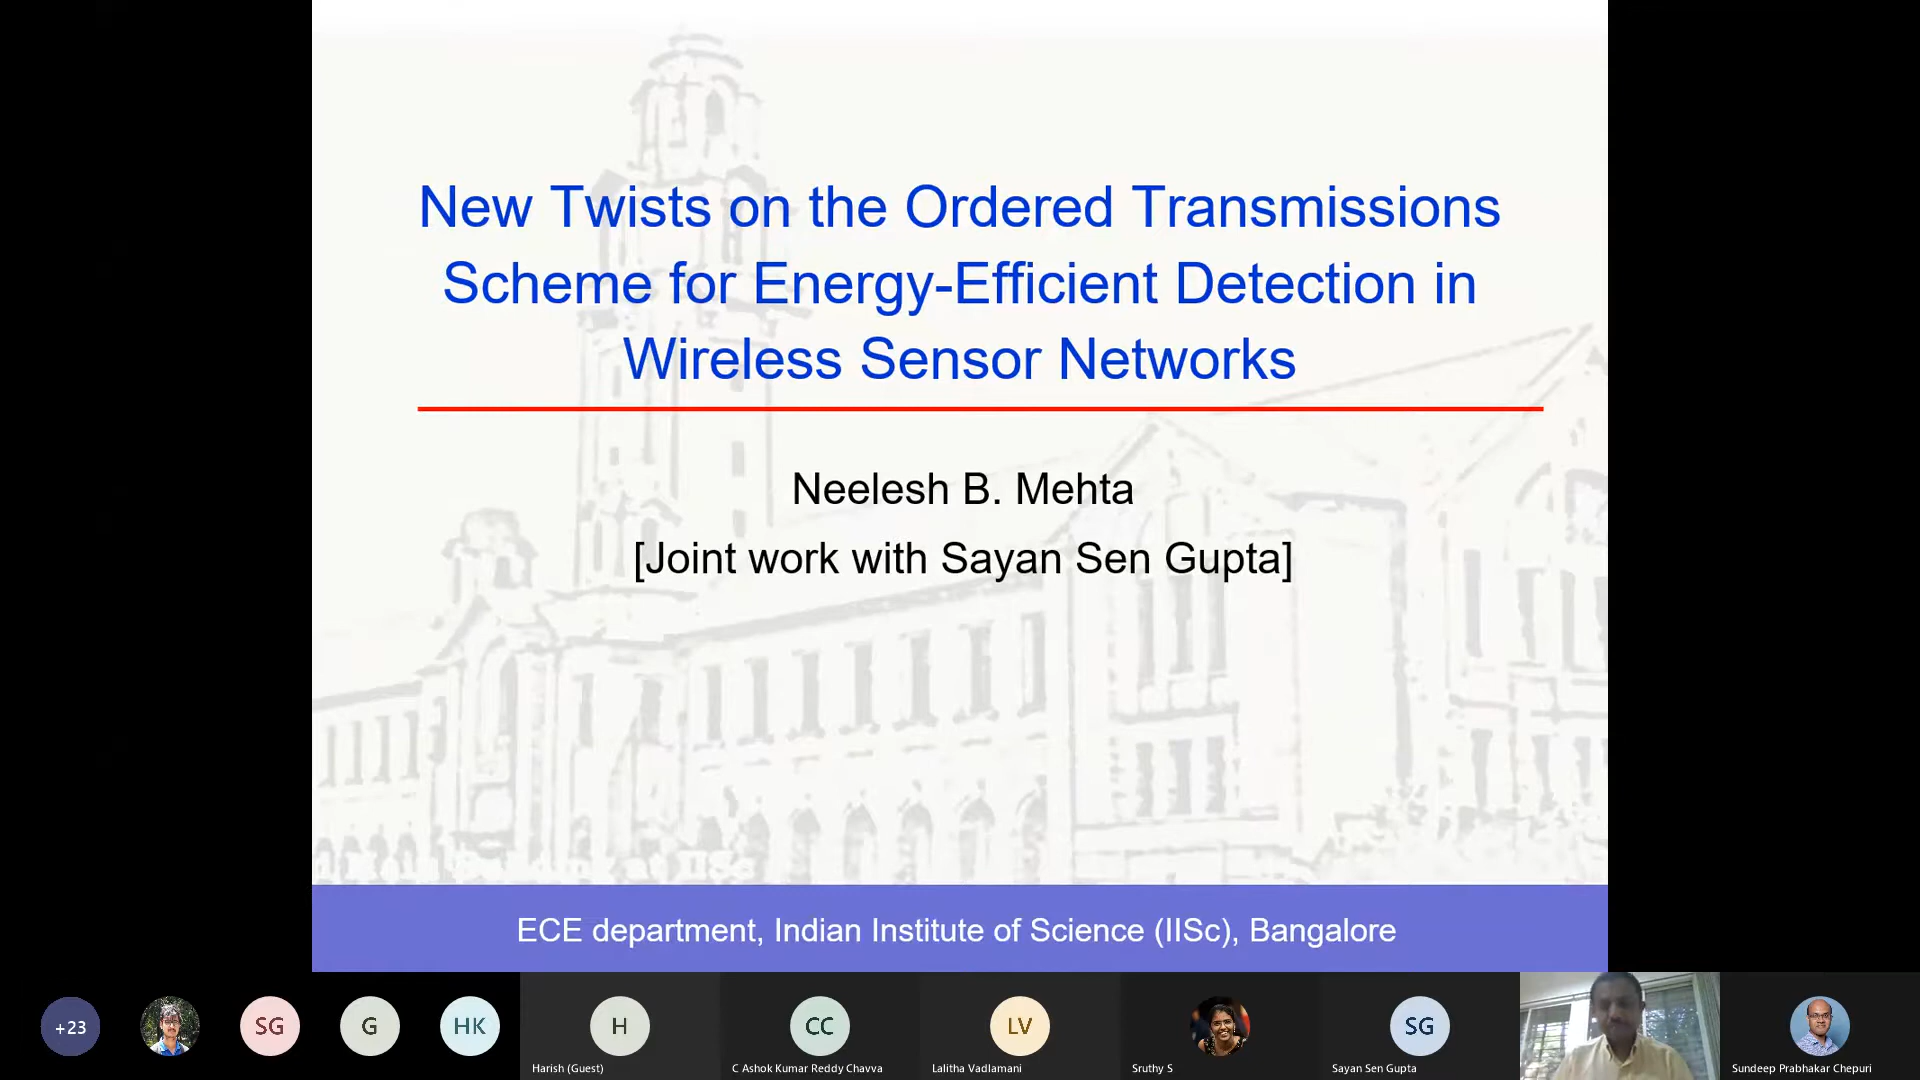 New Twists on the Ordered Transmissions
Scheme for Energy-Efficient Detection in
Wireless Sensor Networks
Neelesh B. Mehta
[Joint work with Sayan Sen Gupta]
ECE department, Indian Institute of Science (IISc), Bangalore
+23
SG
G
HK
H
CC
LV
SG
Harish (Guest)
C Ashok Kumar Reddy Chavva
Lalitha Vadlamani
Sruthy S
Sayan Sen Gupta
Sundeep Prabhakar Chepuri